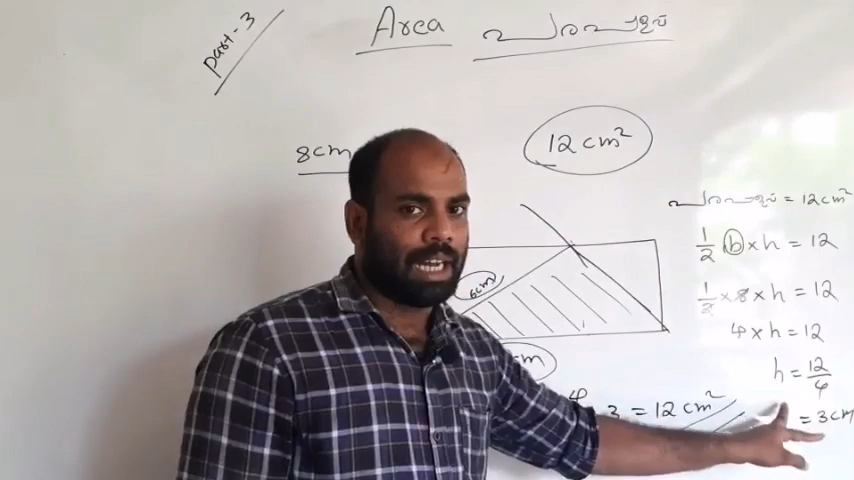 part-3
Area പരപ്പളവ്
8cm
12 cm²
പരപ്പളവ് = 12cm²
1/2 b x h = 12
6cm
1/2 x 8 x h = 12
4 x h = 12
h = 12/4
= 3cm
4
3 = 12 cm²